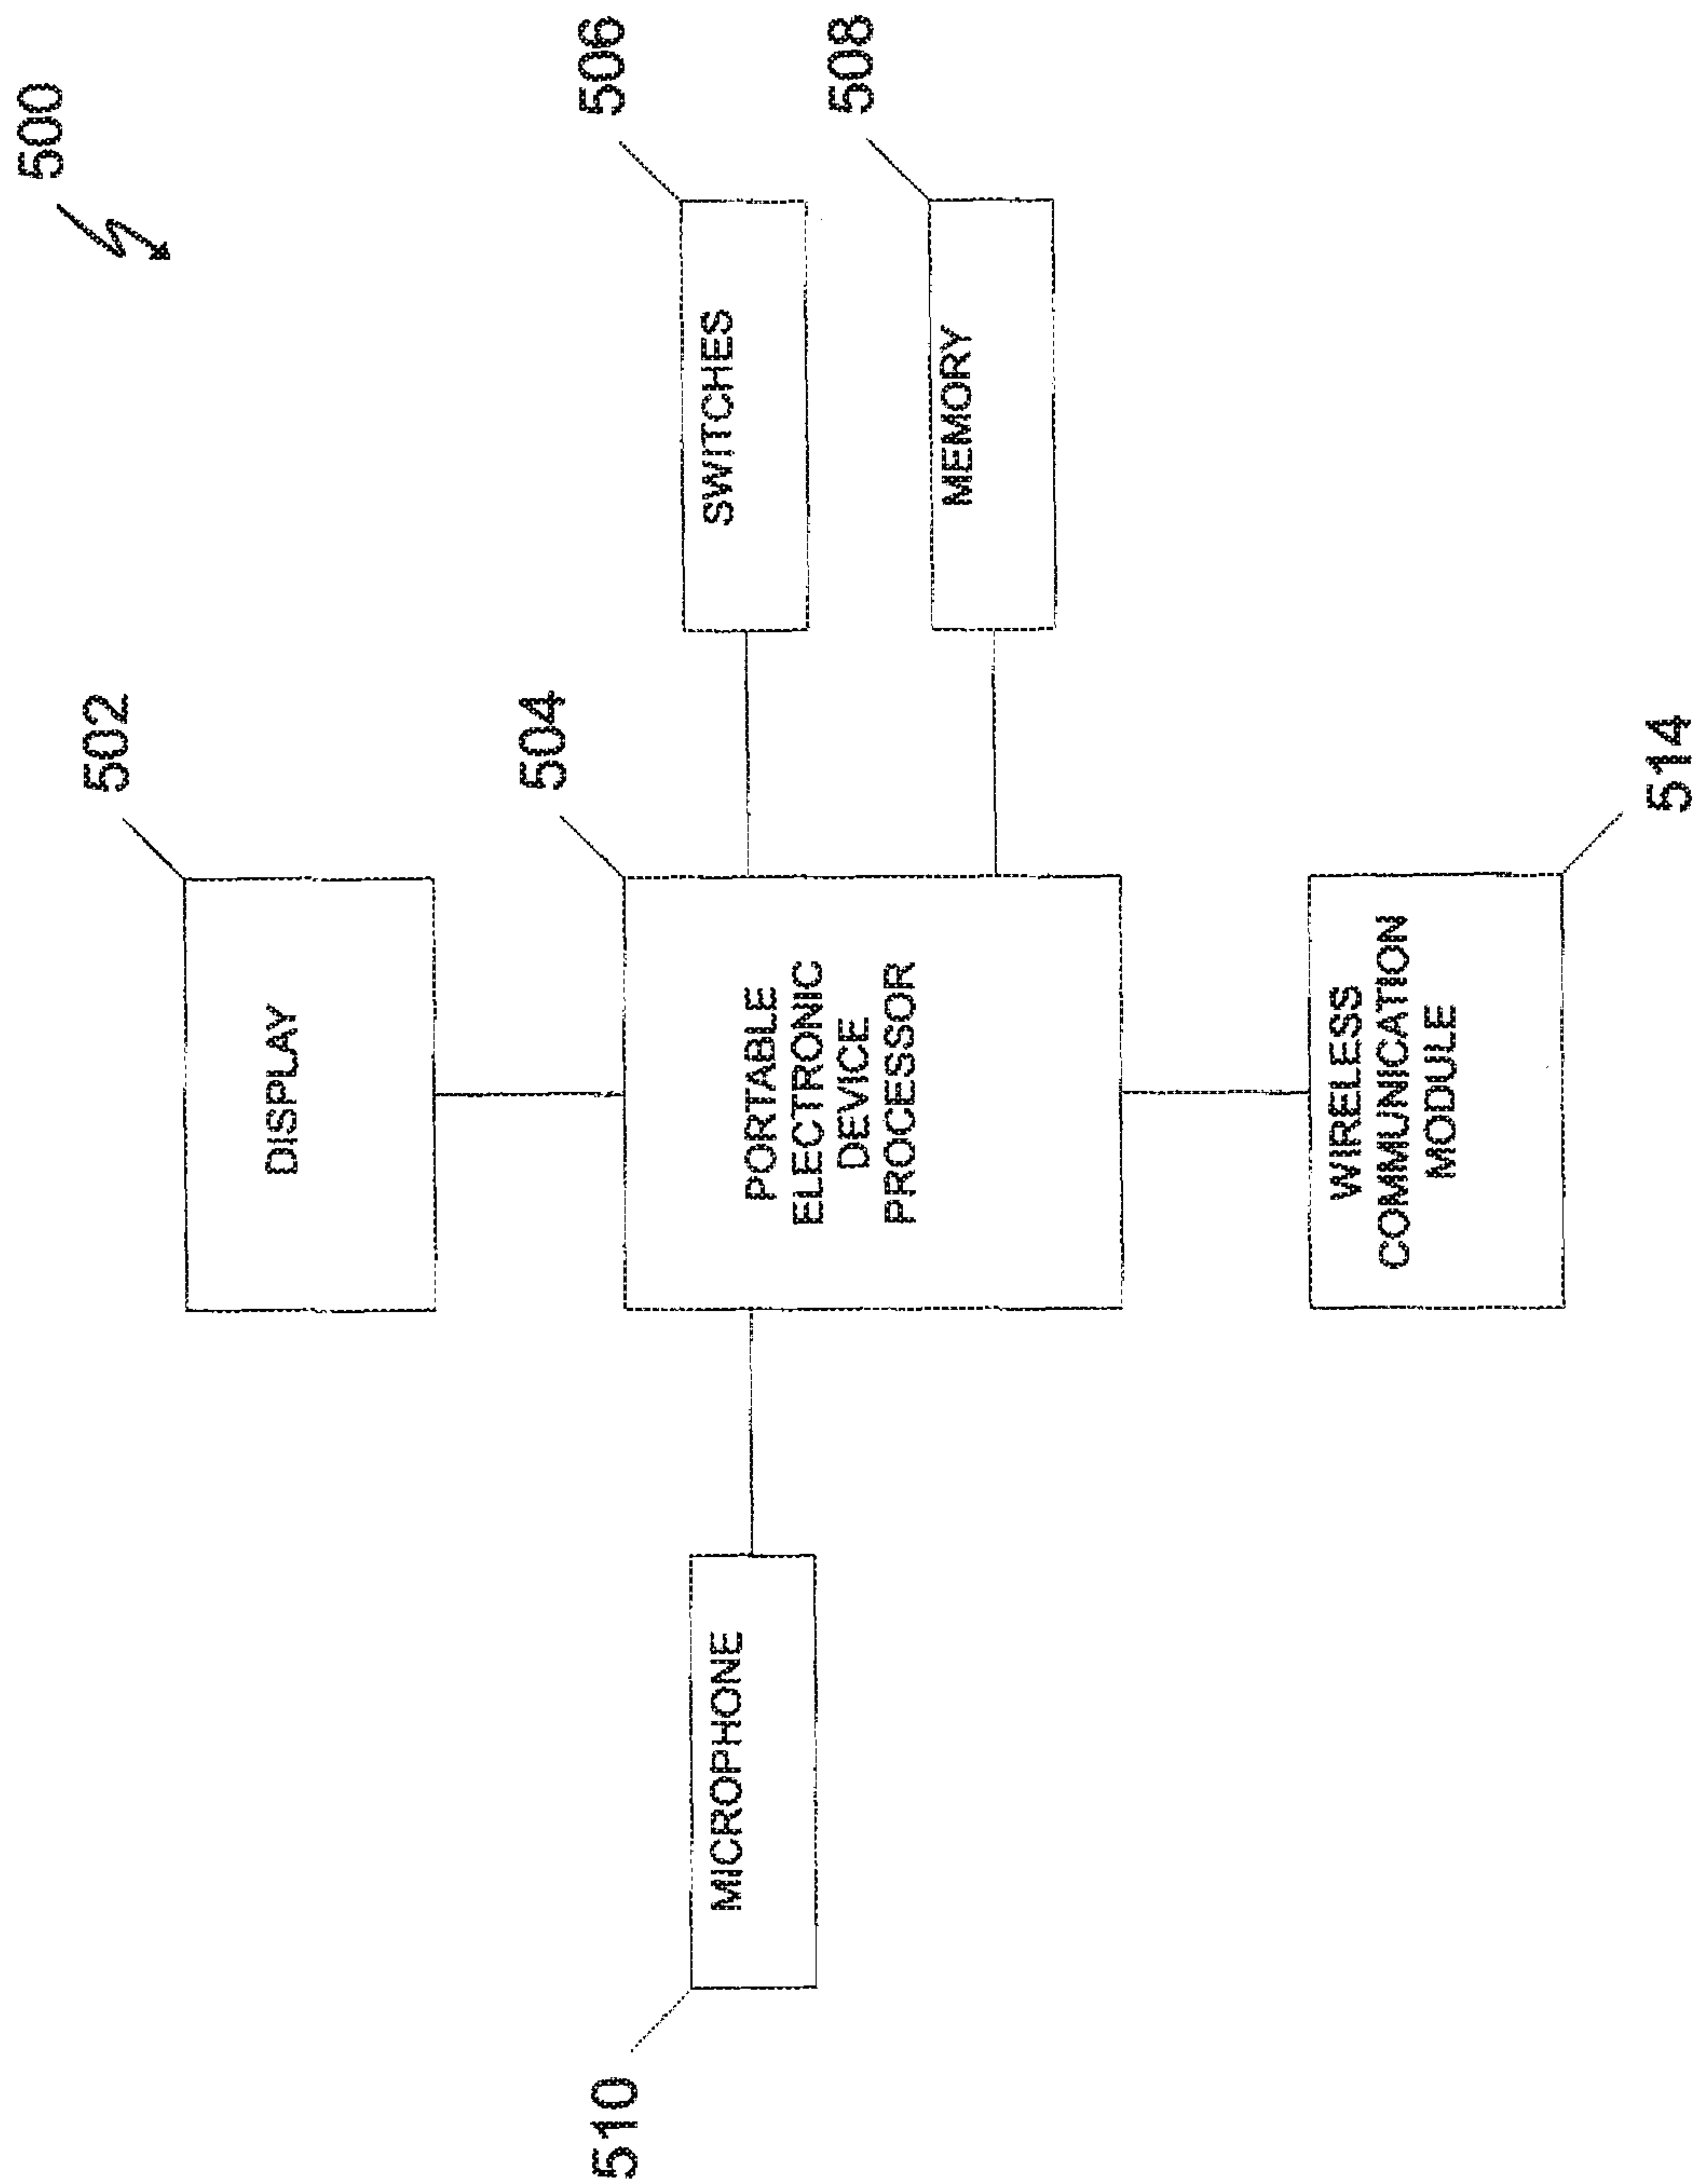 500
502
DISPLAY
504
PORTABLE
ELECTRONIC
DEVICE
PROCESSOR
506
SWITCHES
508
MEMORY
510
MICROPHONE
WIRELESS
COMMUNICATION
MODULE
514